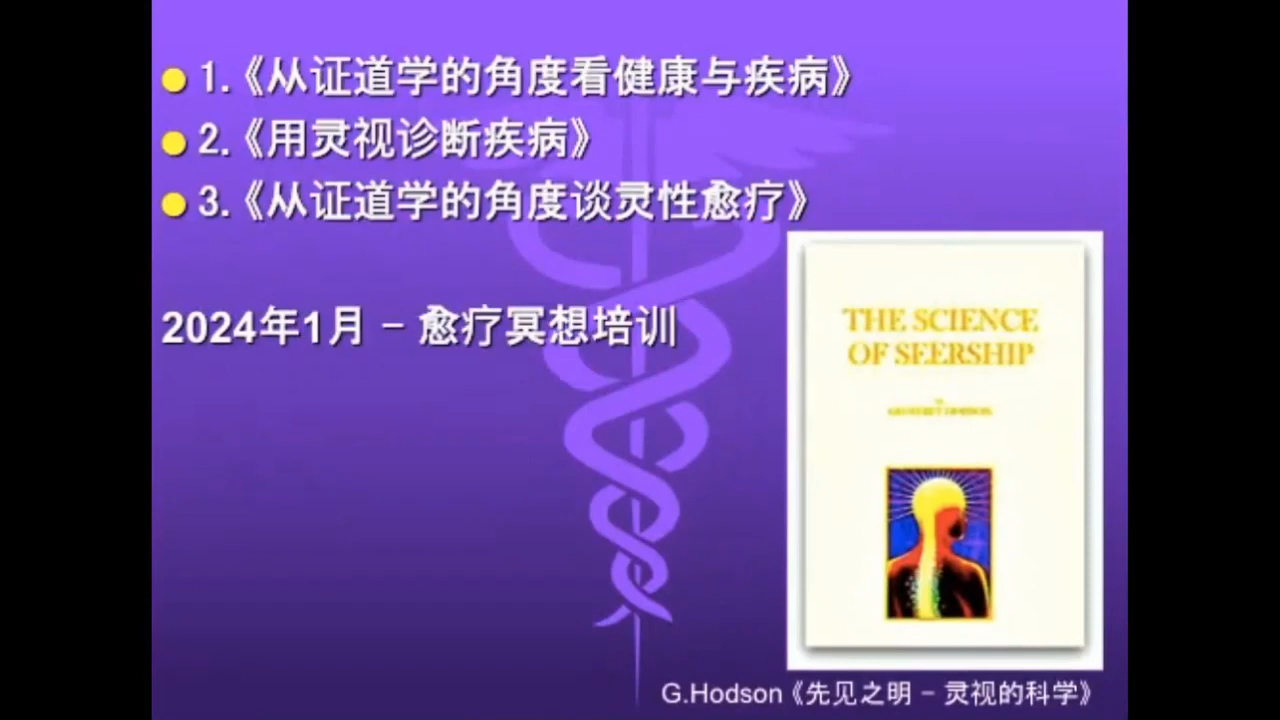 1.《从证道学的角度看健康与疾病》
2.《用灵视诊断疾病》
3.《从证道学的角度谈灵性愈疗》
2024年1月 – 愈疗冥想培训
THE SCIENCE
OF SEERSHIP
G.Hodson《先见之明 – 灵视的科学》